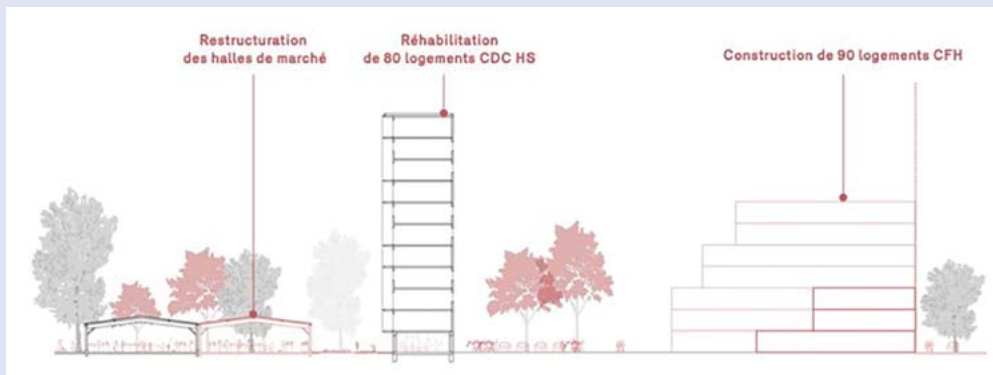 Restructuration
des halles de marché
Réhabilitation
de 80 logements CDC HS
Construction de 90 logements CFH